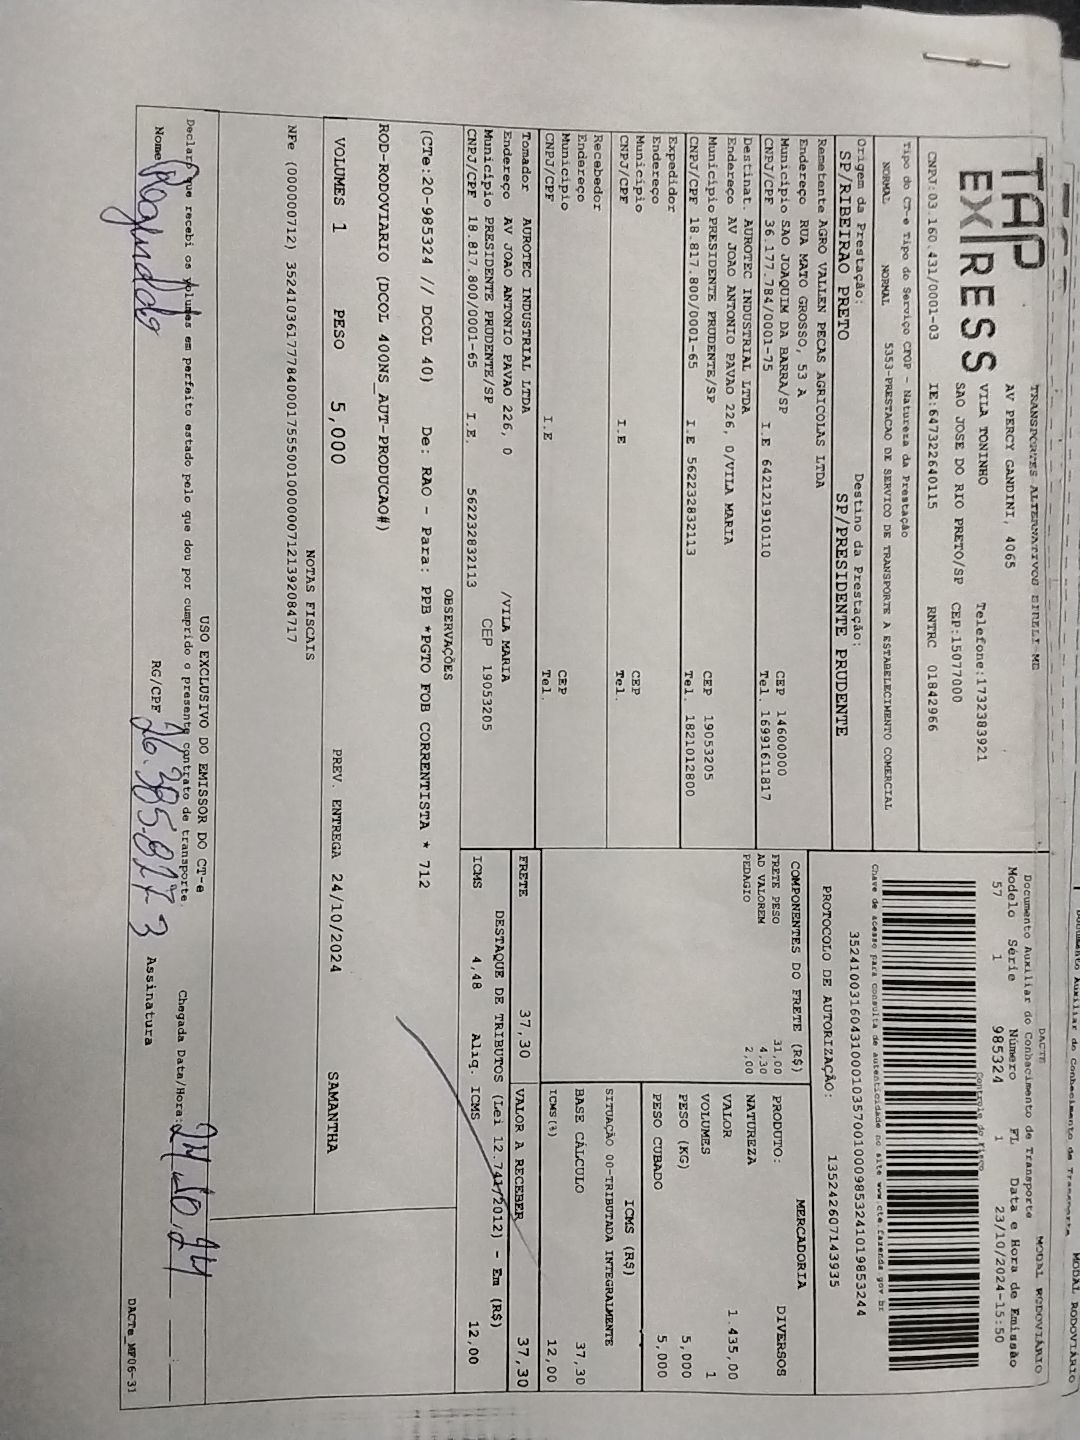 TAP
EXPRESS
TRANSPORTES ALTERNATIVOS EIRELI-ME
AV PERCY GANDINI, 4065
VILA TONINHO
Telefone:1732383921
SAO JOSE DO RIO PRETO/SP CEP:15077000
CNPJ:03.160.431/0001-03 IE:647322640115 RNTRC 01842966
Tipo do CT-e Tipo do Serviço CFOP - Natureza da Prestação
NORMAL NORMAL 5353-PRESTACAO DE SERVICO DE TRANSPORTE A ESTABELECIMENTO COMERCIAL
Origem da Prestação: Destino da Prestação:
SP/RIBEIRAO PRETO SP/PRESIDENTE PRUDENTE
Remetente AGRO VALLEN PECAS AGRICOLAS LTDA
Endereço RUA MATO GROSSO, 53 A
Município SAO JOAQUIM DA BARRA/SP CEP 14600000
CNPJ/CPF 36.177.784/0001-75 I.E 642121910110 Tel. 16991611817
Destinat. AUROTEC INDUSTRIAL LTDA
Endereço AV JOAO ANTONIO PAVAO 226, 0/VILA MARIA
Município PRESIDENTE PRUDENTE/SP CEP 19053205
CNPJ/CPF 18.817.800/0001-65 I.E 562232832113 Tel. 1821012800
Expedidor
Endereço
Município CEP
CNPJ/CPF I.E Tel.
Recebedor
Endereço
Município CEP
CNPJ/CPF I.E Tel.
Tomador AUROTEC INDUSTRIAL LTDA
Endereço AV JOAO ANTONIO PAVAO 226, 0 /VILA MARIA
Município PRESIDENTE PRUDENTE/SP CEP 19053205
CNPJ/CPF 18.817.800/0001-65 I.E. 562232832113
DACTE MODAL RODOVIÁRIO
Documento Auxiliar do Conhecimento de Transporte
Modelo Série Número FL Data e Hora de Emissão
57 1 985324 1 23/10/2024-15:50
Controle do Fisco
Chave de acesso para consulta de autenticidade no site www.cte.fazenda.gov.br
35241003160431000103570010009853241019853244
PROTOCOLO DE AUTORIZAÇÃO: 135242607143935
COMPONENTES DO FRETE (R$)
FRETE PESO 31,00
AD VALOREM 4,30
PEDAGIO 2,00
MERCADORIA
PRODUTO: DIVERSOS
NATUREZA
VALOR 1.435,00
VOLUMES 1
PESO (KG) 5,000
PESO CUBADO 5,000
ICMS (R$)
SITUAÇÃO 00-TRIBUTADA INTEGRALMENTE
BASE CÁLCULO 37,30
ICMS(%) 12,00
FRETE 37,30 VALOR A RECEBER 37,30
DESTAQUE DE TRIBUTOS (Lei 12.741/2012) - Em (R$)
ICMS 4,48 Aliq. ICMS 12,00
OBSERVAÇÕES
(CTe:20-985324 // DCOL 40) De: RAO - Para: PPB *PGTO FOB CORRENTISTA * 712
ROD-RODOVIARIO (DCOL 400NS_AUT-PRODUCAO#)
VOLUMES 1 PESO 5,000 PREV. ENTREGA 24/10/2024 SAMANTHA
NOTAS FISCAIS
NFe (000000712) 35241036177784000175550010000007121392084717
USO EXCLUSIVO DO EMISSOR DO CT-e
Declaro que recebi os volumes em perfeito estado pelo que dou por cumprido o presente contrato de transporte.
Nome RG/CPF Assinatura Chegada Data/Hora:
DACTe_MF06-31